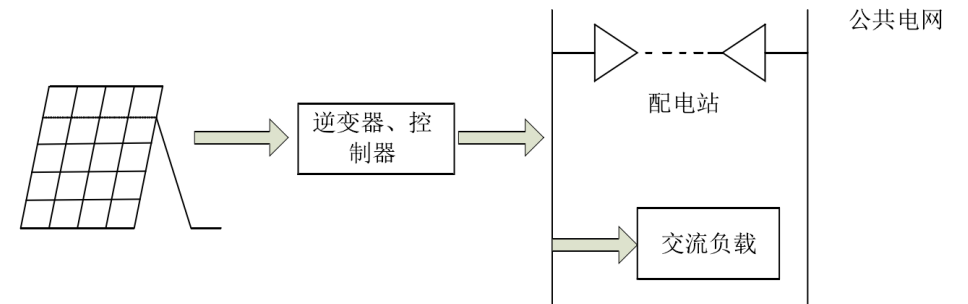 公共电网
配电站
逆变器、控
制器
交流负载